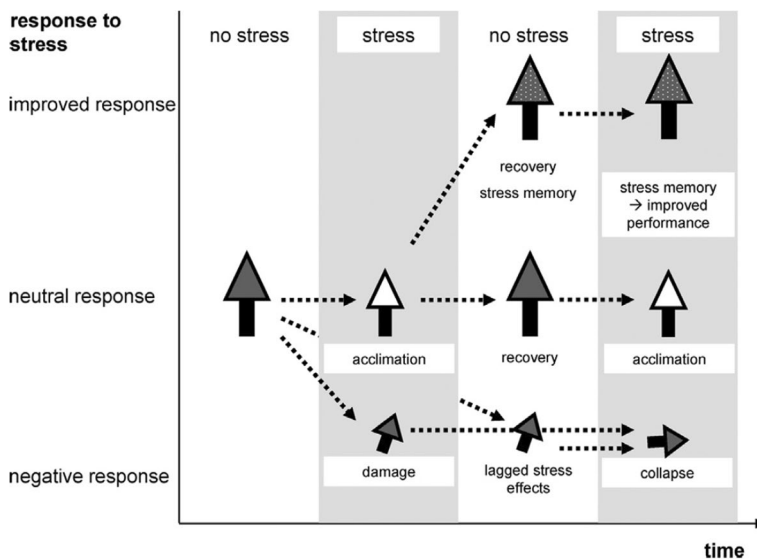 response to
stress
no stress
stress
no stress
stress
improved response
recovery
stress memory
stress memory
→ improved
performance
neutral response
acclimation
recovery
acclimation
negative response
damage
lagged stress
effects
collapse
time